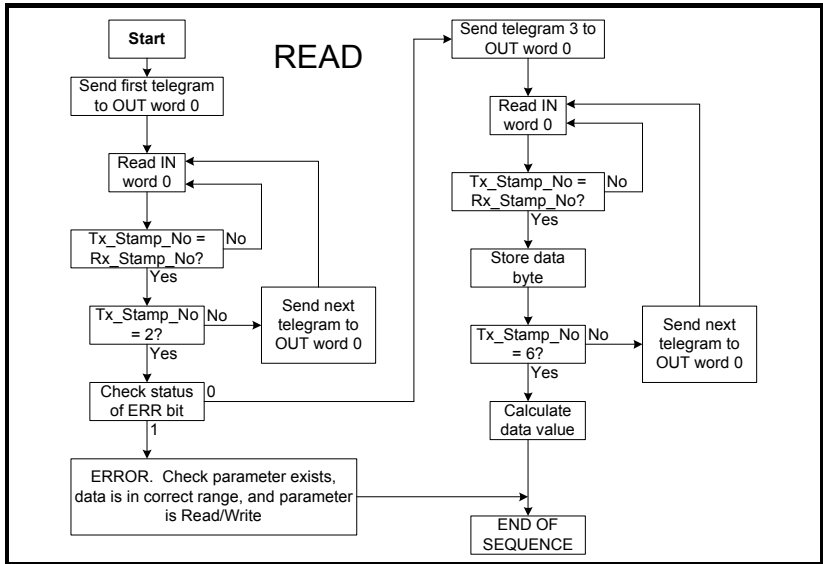 Start
READ
Send first telegram
to OUT word 0
Read IN
word 0
Tx_Stamp_No =
Rx_Stamp_No?
No
Yes
Tx_Stamp_No
= 2?
No
Yes
Send next
telegram to
OUT word 0
Check status
of ERR bit
0
1
ERROR. Check parameter exists,
data is in correct range, and parameter
is Read/Write
Send telegram 3 to
OUT word 0
Read IN
word 0
Tx_Stamp_No =
Rx_Stamp_No?
No
Yes
Store data
byte
Tx_Stamp_No
= 6?
No
Yes
Send next
telegram to
OUT word 0
Calculate
data value
END OF
SEQUENCE